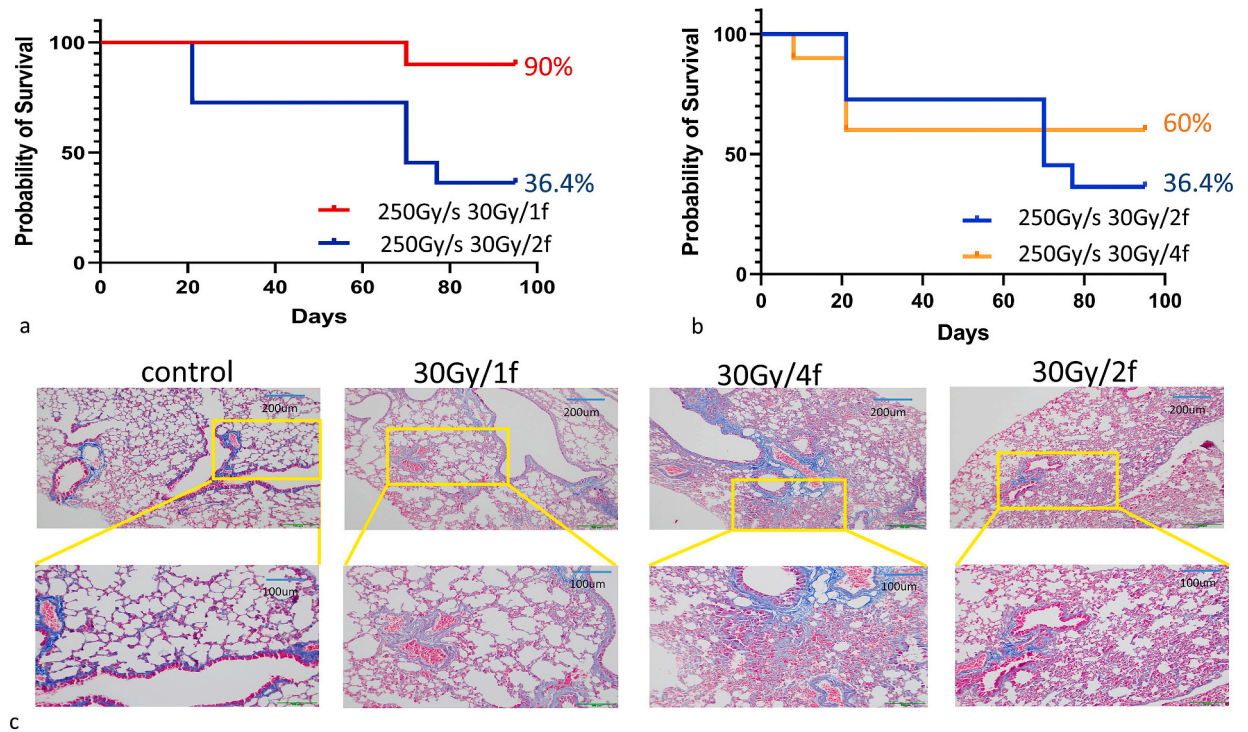 100
50
0
Probability of Survival
90%
36.4%
250Gy/s 30Gy/1f
250Gy/s 30Gy/2f
0 20 40 60 80 100
Days
a
100
50
0
Probability of Survival
60%
36.4%
250Gy/s 30Gy/2f
250Gy/s 30Gy/4f
0 20 40 60 80 100
Days
b
control 30Gy/1f 30Gy/4f 30Gy/2f
200um 200um 200um 200um
100um 100um 100um 100um
c